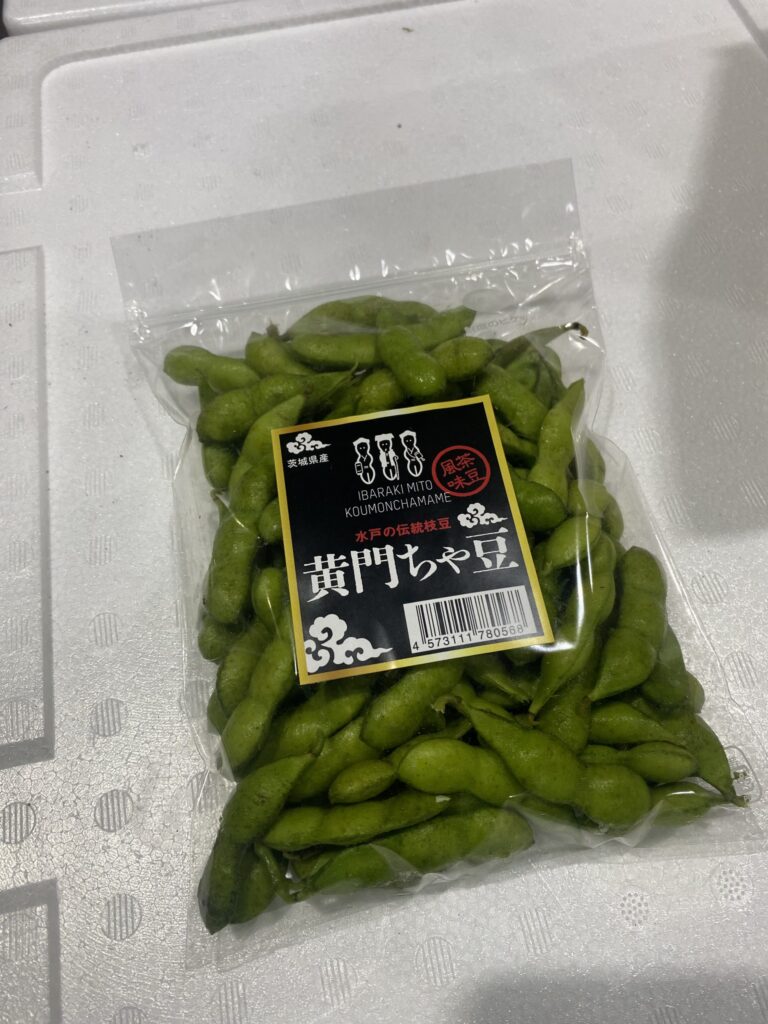 茨城県産
IBARAKI MITO
KOUMONCHAMAME
茶豆
風味
水戸の伝統枝豆
黄門ちゃ豆
4 573111 780568